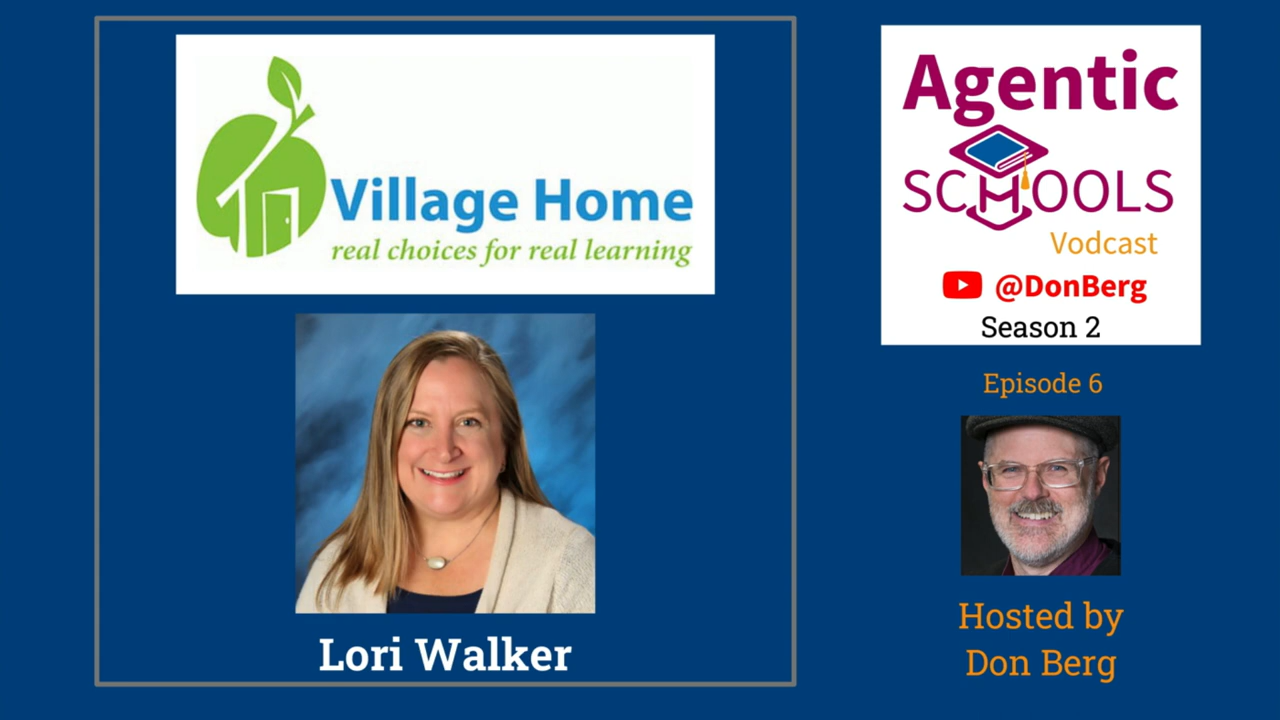 Village Home
real choices for real learning
Lori Walker
Agentic
SCHOOLS
Vodcast
@DonBerg
Season 2
Episode 6
Hosted by
Don Berg